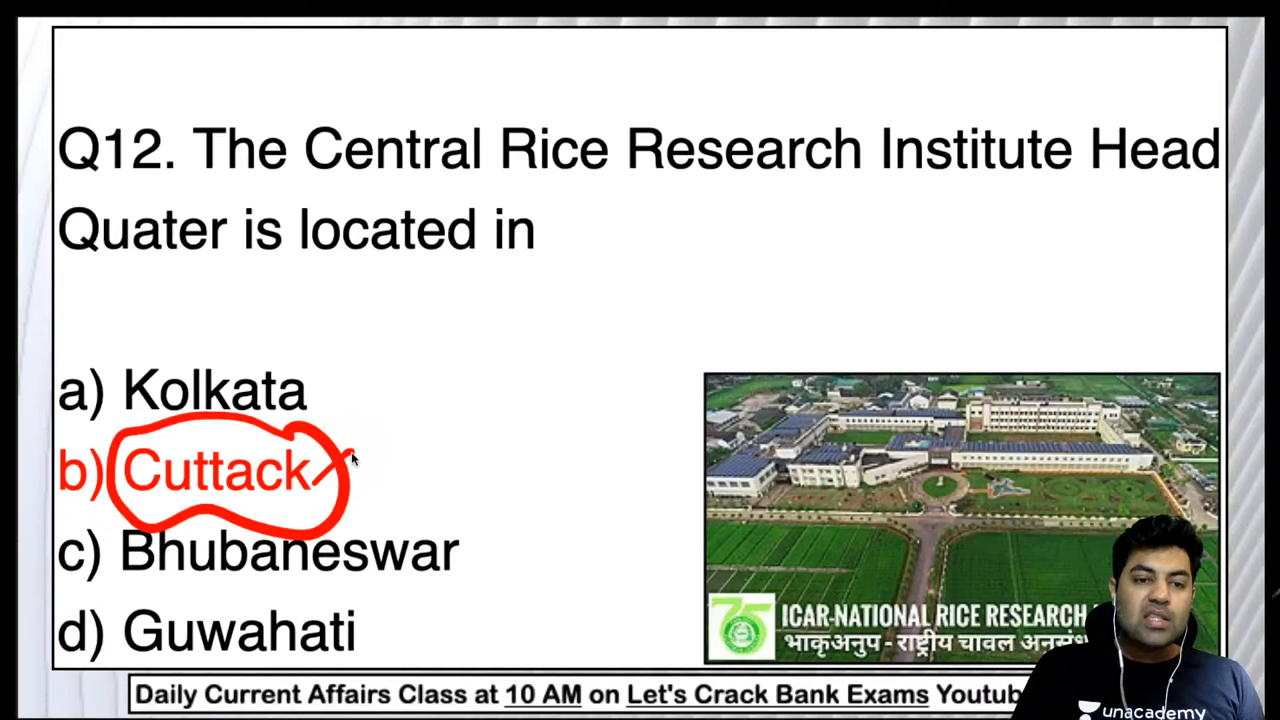 Q12. The Central Rice Research Institute Head
Quater is located in
a) Kolkata
b) Cuttack
c) Bhubaneswar
d) Guwahati
75
ICAR-NATIONAL RICE RESEARCH
भाकृअनुप - राष्ट्रीय चावल
Daily Current Affairs Class at 10 AM on Let's Crack Bank Exams
unacademy